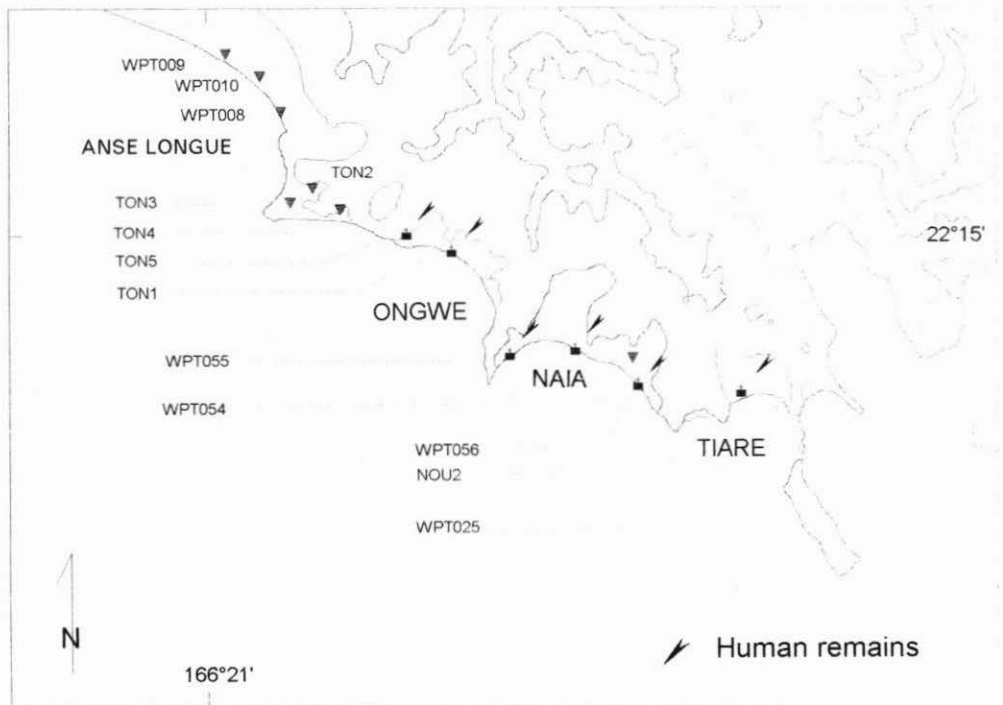 WPT009
WPT010
WPT008
ANSE LONGUE
TON2
TON3
TON4
22°15'
TON5
TON1
ONGWE
WPT055
NAIA
WPT054
TIARE
WPT056
NOU2
WPT025
N
Human remains
166°21'